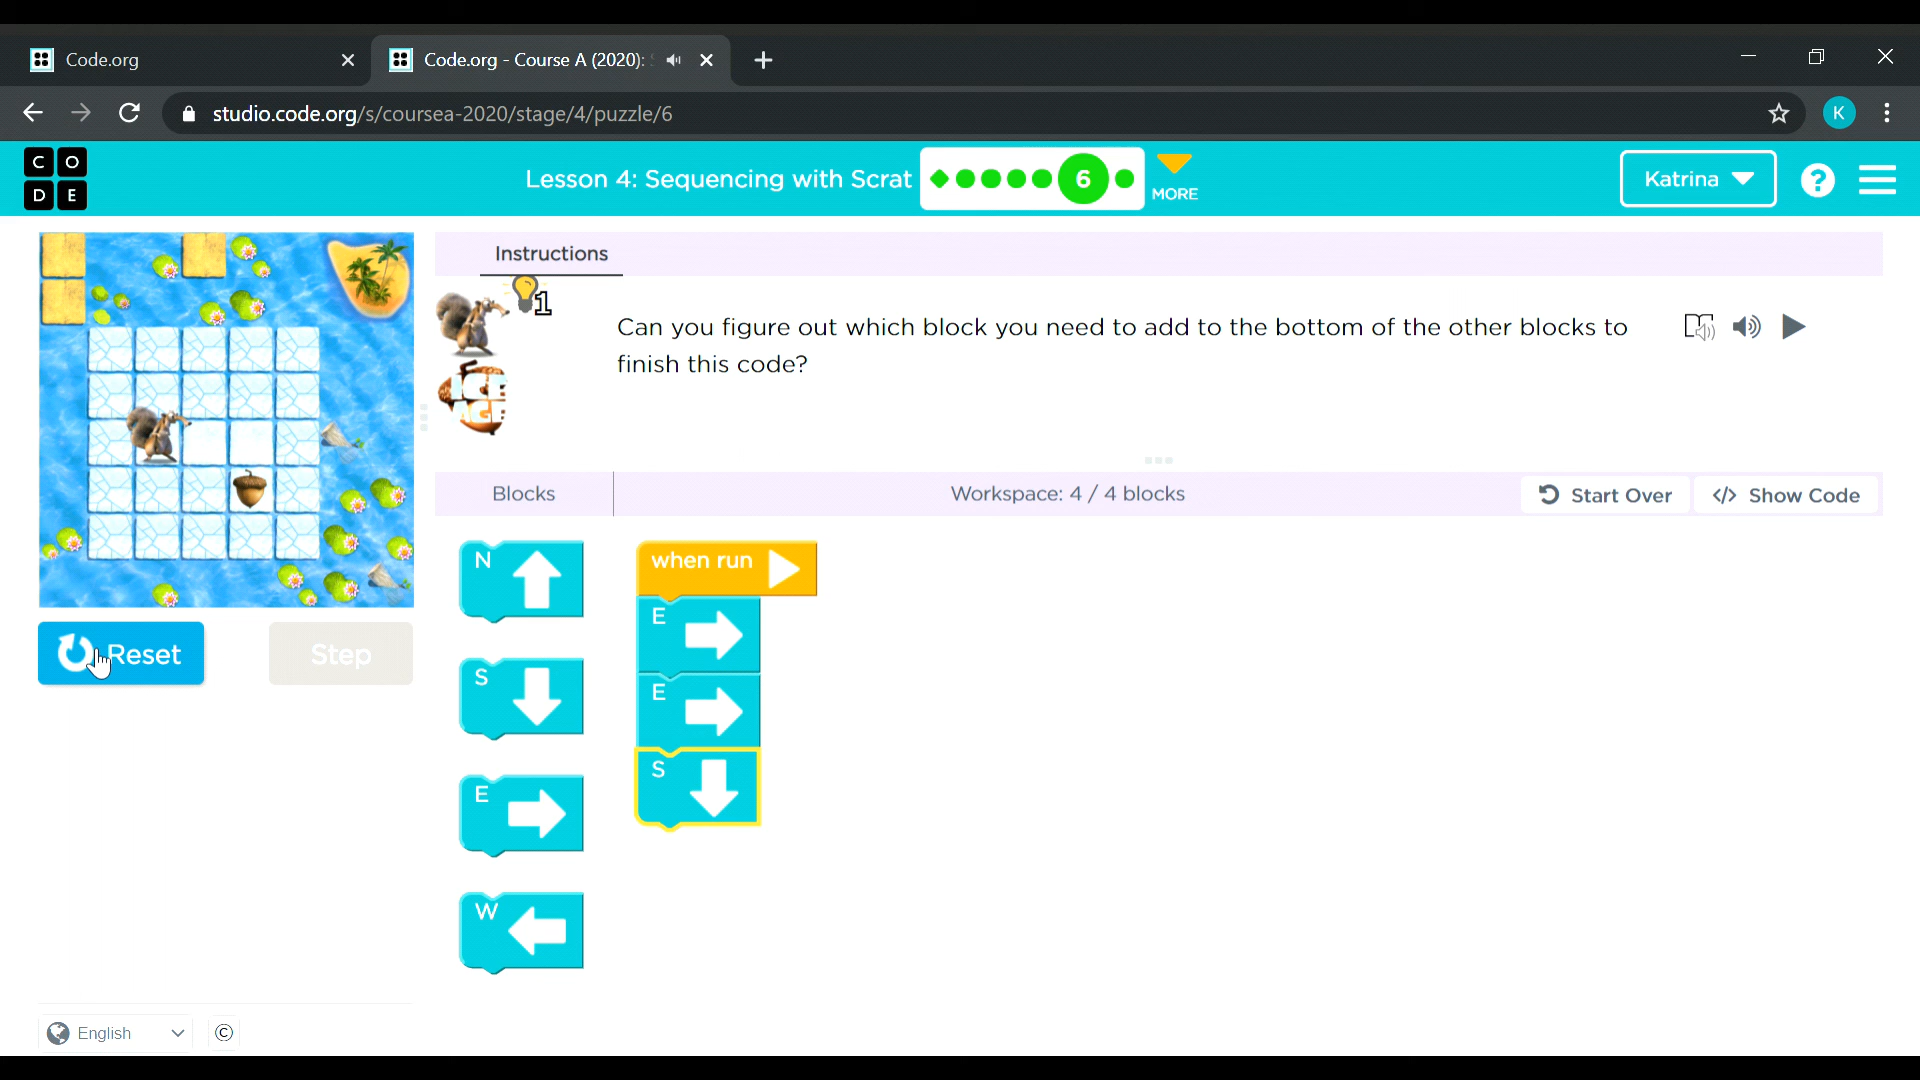 Code.org
Code.org - Course A (2020):
studio.code.org/s/coursea-2020/stage/4/puzzle/6
K
C O
D E
Lesson 4: Sequencing with Scrat
6
MORE
Katrina
?
Instructions
1
Can you figure out which block you need to add to the bottom of the other blocks to
finish this code?
ICE
AGE
Blocks
Workspace: 4 / 4 blocks
Start Over
</> Show Code
Reset
Step
N
S
E
W
when run
E
E
S
English
©